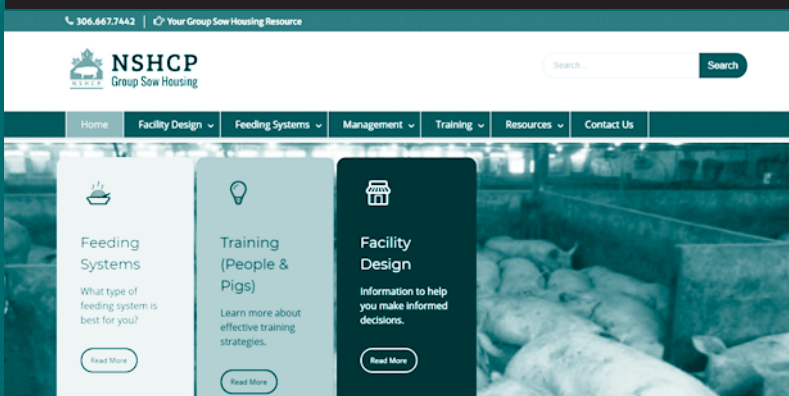 306.667.7442 | Your Group Sow Housing Resource
NSHCP
NSHCP
Group Sow Housing
Search...
Search
Home
Facility Design
Feeding Systems
Management
Training
Resources
Contact Us
Feeding
Systems
What type of
feeding system is
best for you?
Read More
Training
(People &
Pigs)
Learn more about
effective training
strategies.
Read More
Facility
Design
Information to help
you make informed
decisions.
Read More